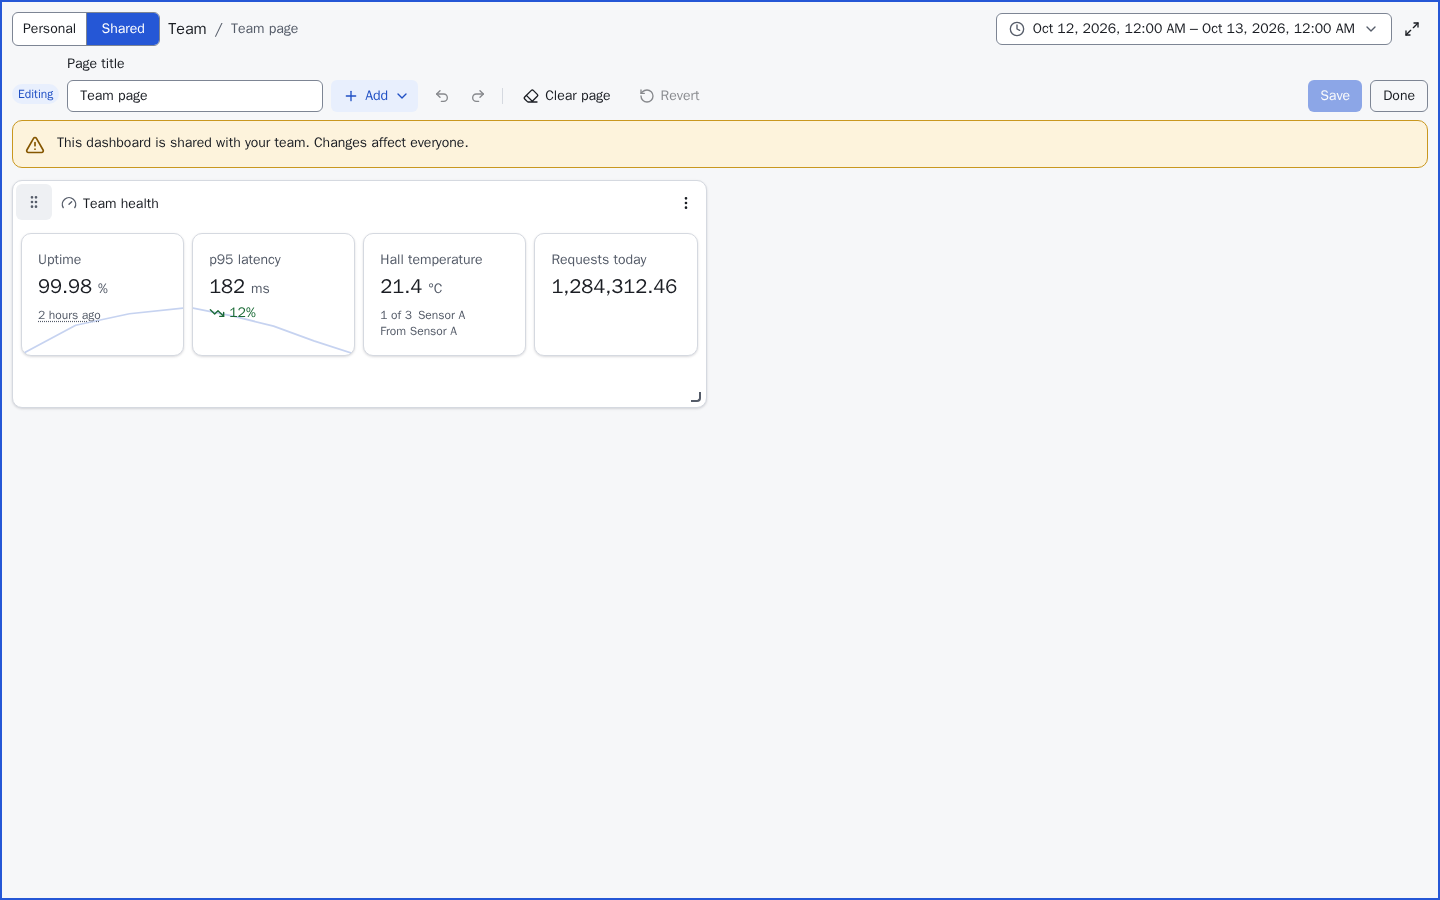 Personal Shared Team / Team page Oct 12, 2026, 12:00 AM – Oct 13, 2026, 12:00 AM
Page title
Editing Team page Add Clear page Revert Save Done
This dashboard is shared with your team. Changes affect everyone.
Team health
Uptime
99.98 %
2 hours ago
p95 latency
182 ms
12%
Hall temperature
21.4 °C
1 of 3 Sensor A
From Sensor A
Requests today
1,284,312.46